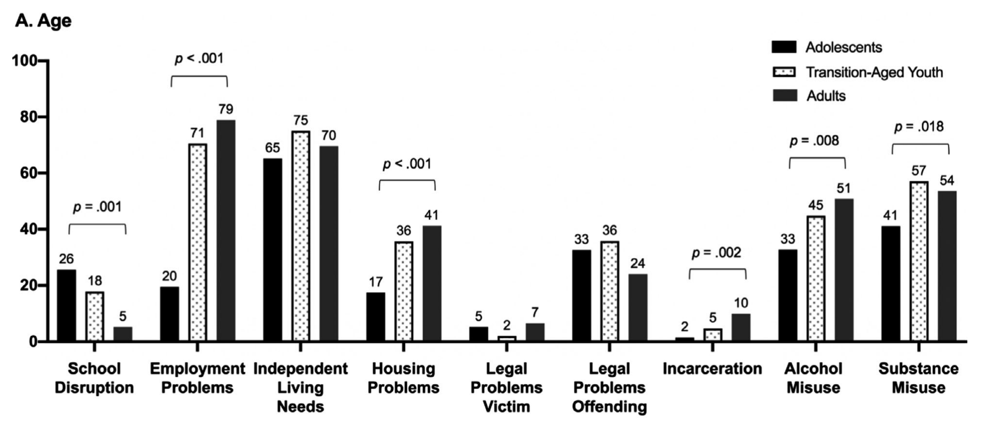 A. Age
Adolescents
Transition-Aged Youth
Adults
100
80
60
40
20
0
p = .001
26
18
5
p < .001
20
71
79
65
75
70
p < .001
17
36
41
5
2
7
33
36
24
p = .002
2
5
10
p = .008
33
45
51
p = .018
41
57
54
School
Disruption
Employment
Problems
Independent
Living
Needs
Housing
Problems
Legal
Problems
Victim
Legal
Problems
Offending
Incarceration
Alcohol
Misuse
Substance
Misuse